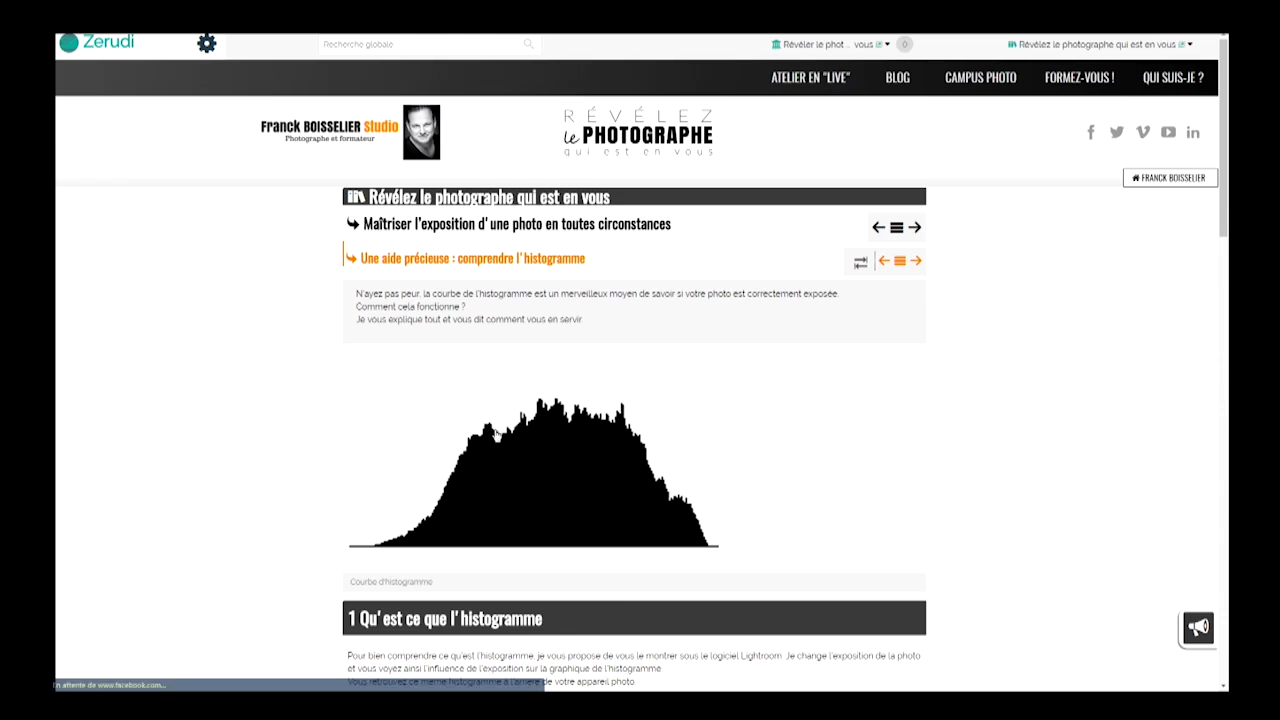 Zerudi
Recherche globale
Révéler le phot ... vous
0
Révélez le photographe qui est en vous
ATELIER EN "LIVE"
BLOG
CAMPUS PHOTO
FORMEZ-VOUS !
QUI SUIS-JE ?
Franck BOISSELIER Studio
Photographe et formateur
RÉVÉLEZ
le PHOTOGRAPHE
qui est en vous
FRANCK BOISSELIER
Révélez le photographe qui est en vous
Maîtriser l'exposition d'une photo en toutes circonstances
Une aide précieuse : comprendre l'histogramme
N'ayez pas peur, la courbe de l'histogramme est un merveilleux moyen de savoir si votre photo est correctement exposée.
Comment cela fonctionne ?
Je vous explique tout et vous dit comment vous en servir.
Courbe d'histogramme
1 Qu'est ce que l'histogramme
Pour bien comprendre ce qu'est l'histogramme, je vous propose de vous le montrer sous le logiciel Lightroom. Je change l'exposition de la photo
et vous voyez ainsi l'influence de l'exposition sur la graphique de l'histogramme
Vous retrouvez ce même histogramme à l'arrière de votre appareil photo.
En attente de www.facebook.com...